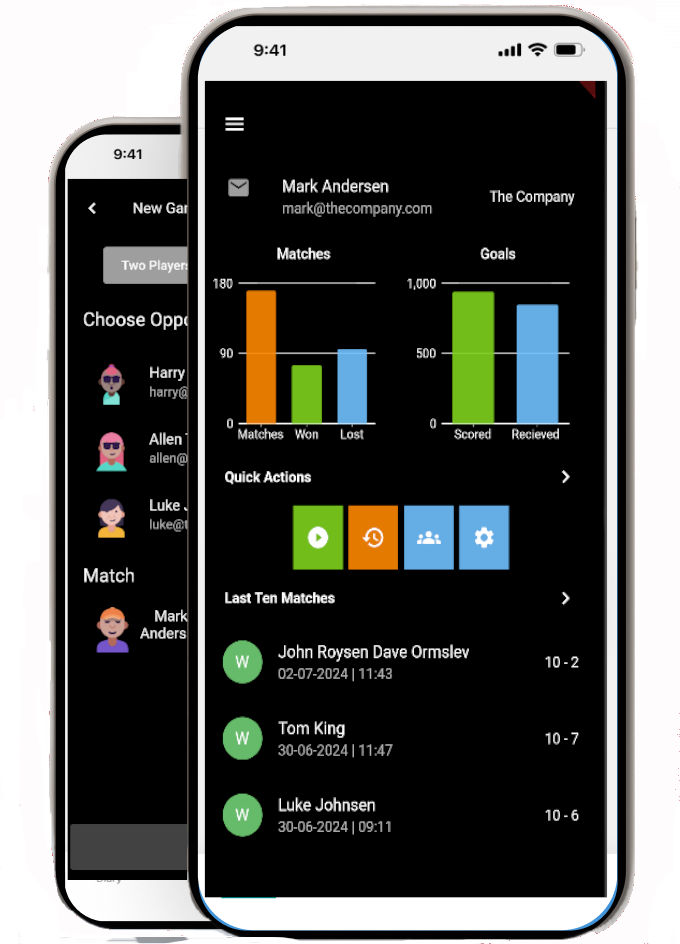 9:41
Mark Andersen
mark@thecompany.com
The Company
Matches
180
90
0
Matches Won Lost
Goals
1,000
500
0
Scored Recieved
Quick Actions
Last Ten Matches
W
John Roysen Dave Ormslev
02-07-2024 | 11:43
10 - 2
W
Tom King
30-06-2024 | 11:47
10 - 7
W
Luke Johnsen
30-06-2024 | 09:11
10 - 6
9:41
New Gar
Two Players
Choose Oppo
Harry
harry@
Allen
allen@
Luke
luke@t
Match
Mark
Anders